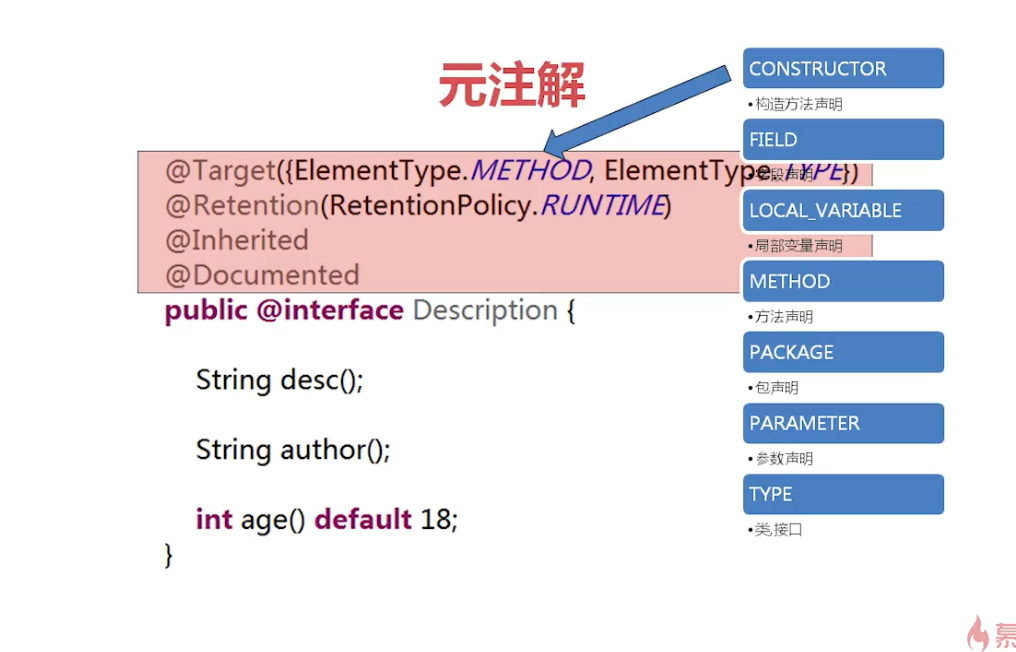 元注解
@Target({ElementType.METHOD, ElementType.TYPE})
@Retention(RetentionPolicy.RUNTIME)
@Inherited
@Documented
public @interface Description {
String desc();
String author();
int age() default 18;
}
CONSTRUCTOR
•构造方法声明
FIELD
•字段声明
LOCAL_VARIABLE
•局部变量声明
METHOD
•方法声明
PACKAGE
•包声明
PARAMETER
•参数声明
TYPE
•类,接口